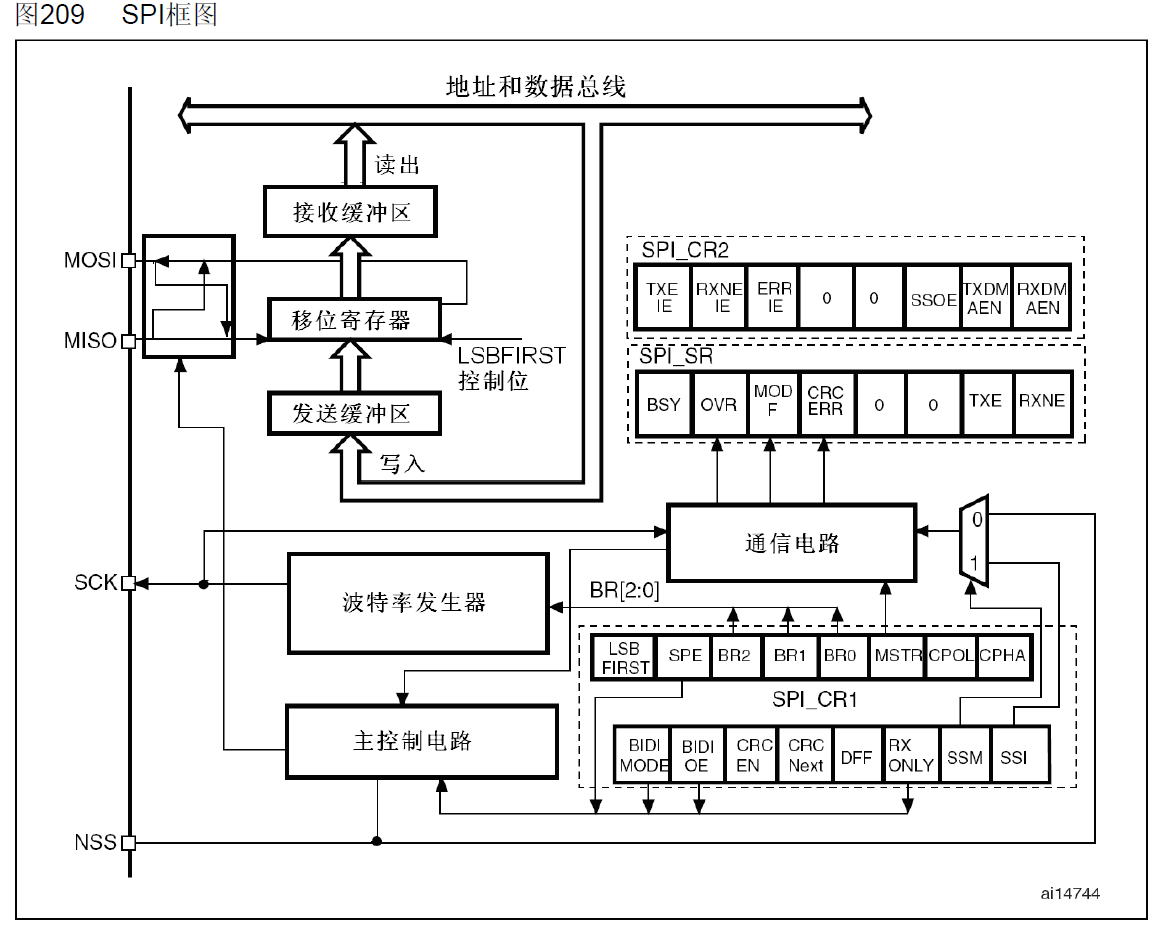 图209 SPI框图
地址和数据总线
读出
接收缓冲区
MOSI
移位寄存器
MISO
LSBFIRST
控制位
发送缓冲区
写入
SPI_CR2
TXE
IE
RXNE
IE
ERR
IE
0
0
SSOE
TXDM
AEN
RXDM
AEN
SPI_SR
BSY
OVR
MOD
F
CRC
ERR
0
0
TXE
RXNE
通信电路
0
1
SCK
波特率发生器
BR[2:0]
LSB
FIRST
SPE
BR2
BR1
BR0
MSTR
CPOL
CPHA
SPI_CR1
主控制电路
BIDI
MODE
BIDI
OE
CRC
EN
CRC
Next
DFF
RX
ONLY
SSM
SSI
NSS
ai14744